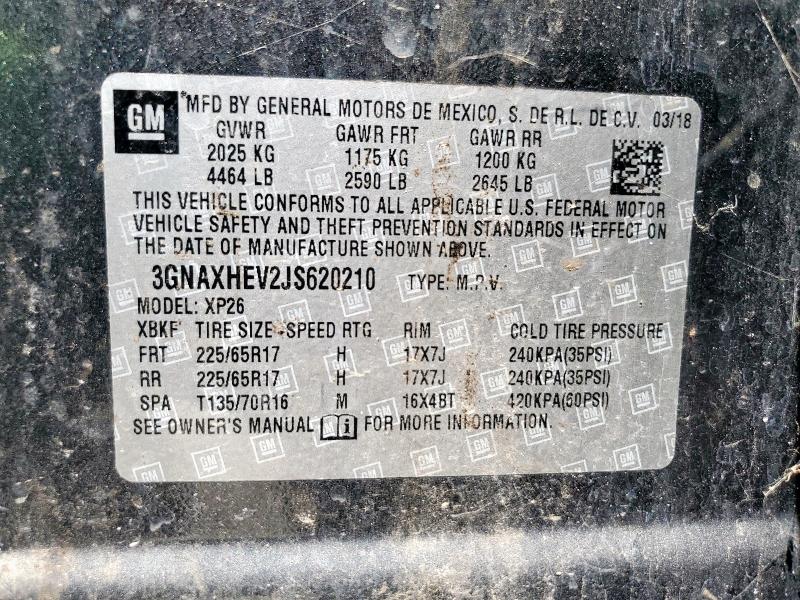 GM *MFD BY GENERAL MOTORS DE MEXICO, S. DE R.L. DE C.V. 03/18
GVWR GAWR FRT GAWR RR
2025 KG 1175 KG 1200 KG
4464 LB 2590 LB 2645 LB
THIS VEHICLE CONFORMS TO ALL APPLICABLE U.S. FEDERAL MOTOR
VEHICLE SAFETY AND THEFT PREVENTION STANDARDS IN EFFECT ON
THE DATE OF MANUFACTURE SHOWN ABOVE.
3GNAXHEV2JS620210 TYPE: M.P.V.
MODEL: XP26
XBKF TIRE SIZE SPEED RTG RIM COLD TIRE PRESSURE
FRT 225/65R17 H 17X7J 240KPA(35PSI)
RR 225/65R17 H 17X7J 240KPA(35PSI)
SPA T135/70R16 M 16X4BT 420KPA(60PSI)
SEE OWNER'S MANUAL FOR MORE INFORMATION.